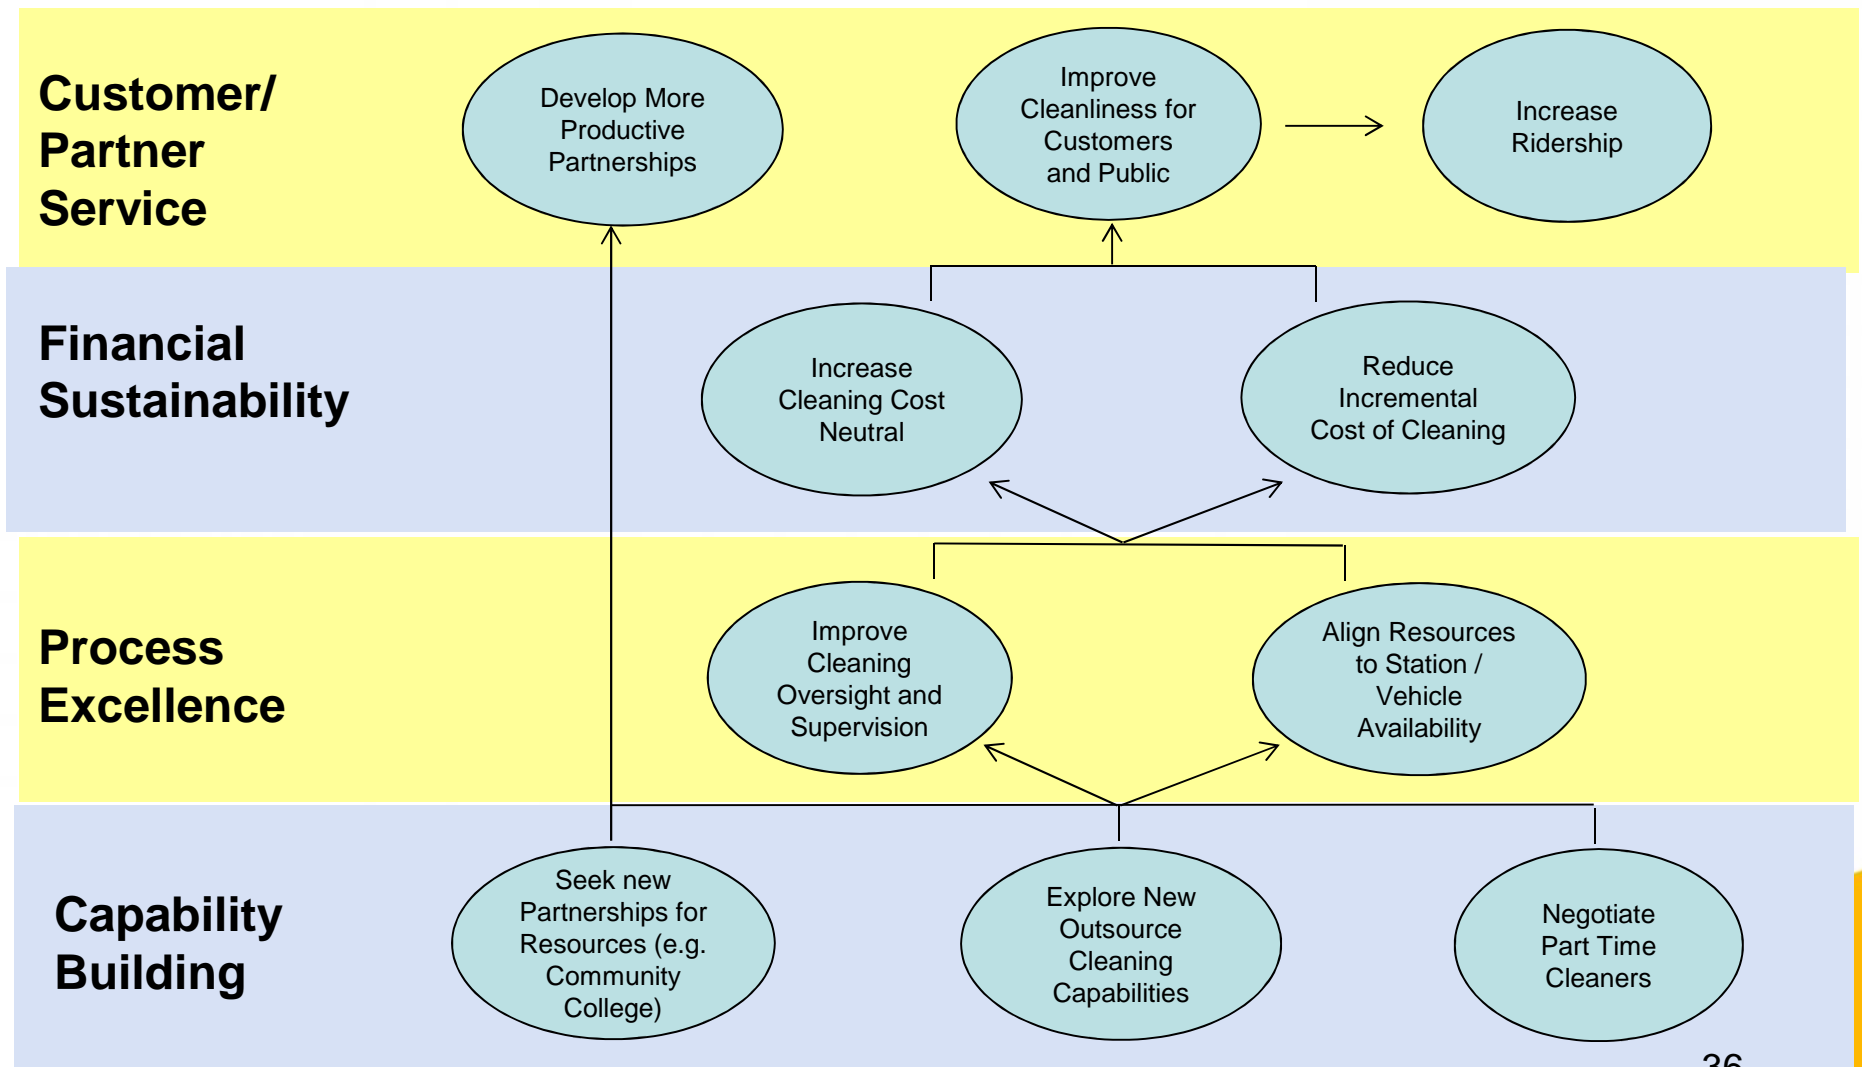 Customer/
Partner
Service
Develop More
Productive
Partnerships
Improve
Cleanliness for
Customers
and Public
Increase
Ridership
Financial
Sustainability
Increase
Cleaning Cost
Neutral
Reduce
Incremental
Cost of Cleaning
Process
Excellence
Improve
Cleaning
Oversight and
Supervision
Align Resources
to Station /
Vehicle
Availability
Capability
Building
Seek new
Partnerships for
Resources (e.g.
Community
College)
Explore New
Outsource
Cleaning
Capabilities
Negotiate
Part Time
Cleaners
36